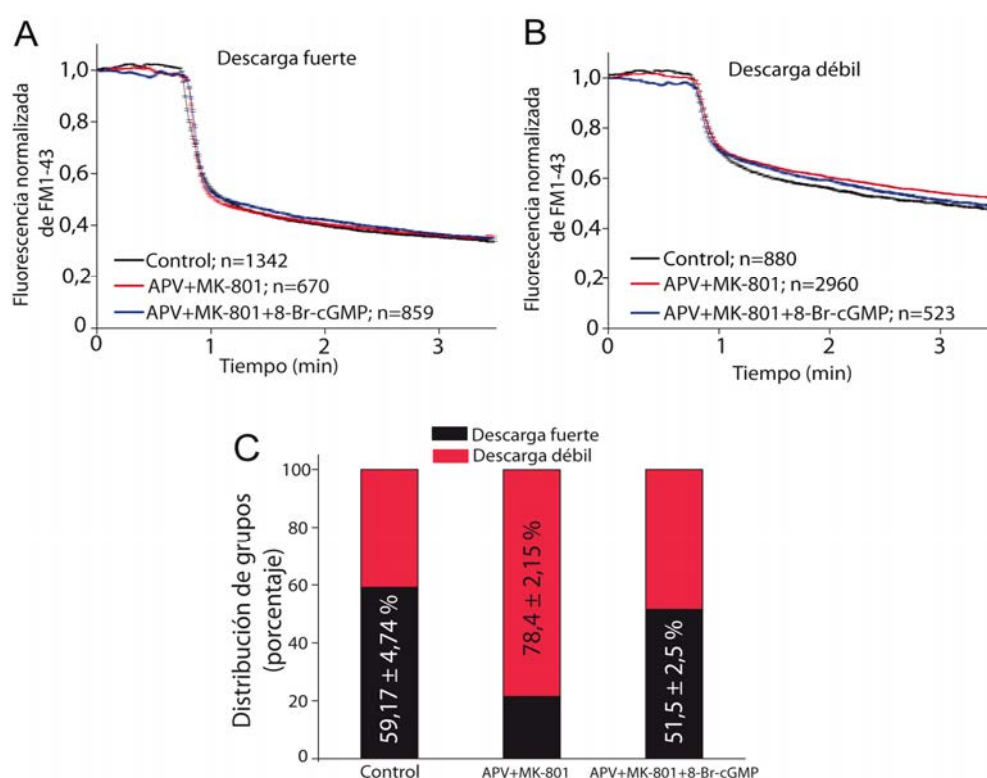 A
Descarga fuerte
Fluorescencia normalizada
de FM1-43
1,0
0,8
0,6
0,4
0,2
0
Control; n=1342
APV+MK-801; n=670
APV+MK-801+8-Br-cGMP; n=859
0
1
2
3
Tiempo (min)
B
Descarga débil
Fluorescencia normalizada
de FM1-43
1,0
0,8
0,6
0,4
0,2
0
Control; n=880
APV+MK-801; n=2960
APV+MK-801+8-Br-cGMP; n=523
0
1
2
3
Tiempo (min)
C
Descarga fuerte
Descarga débil
Distribución de grupos
(porcentaje)
100
80
60
40
20
0
59,17 ± 4,74 %
78,4 ± 2,15 %
51,5 ± 2,5 %
Control
APV+MK-801
APV+MK-801+8-Br-cGMP